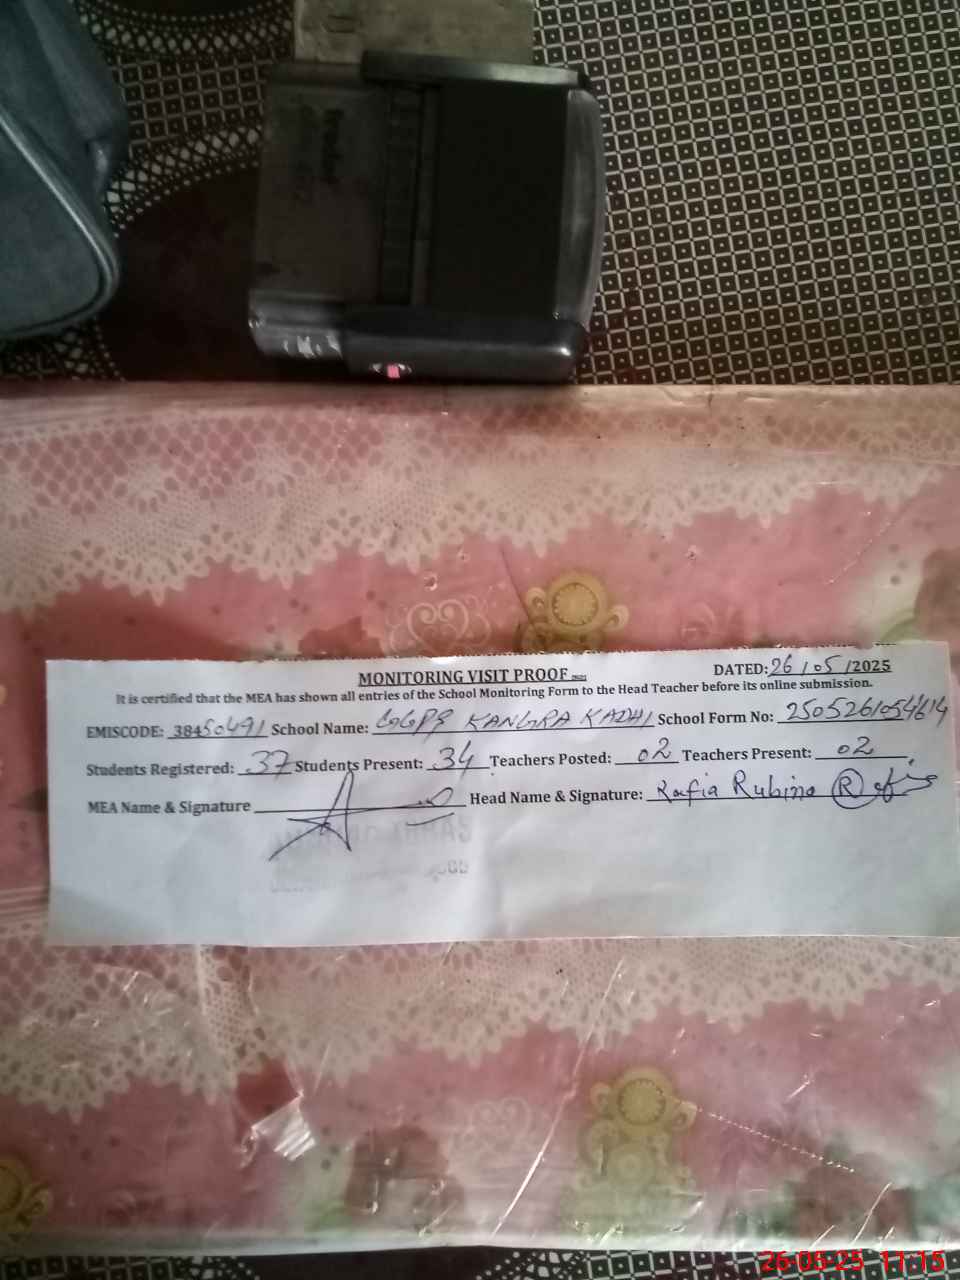 MONITORING VISIT PROOF
DATED: 26/05/2025
It is certified that the MEA has shown all entries of the School Monitoring Form to the Head Teacher before its online submission.
EMISCODE: 38450491 School Name: GGPS KANGRA KADHI School Form No: 2505261054614
Students Registered: 37 Students Present: 34 Teachers Posted: 02 Teachers Present: 02
MEA Name & Signature Head Name & Signature: Rafia Rubina
26-05-25 11:15